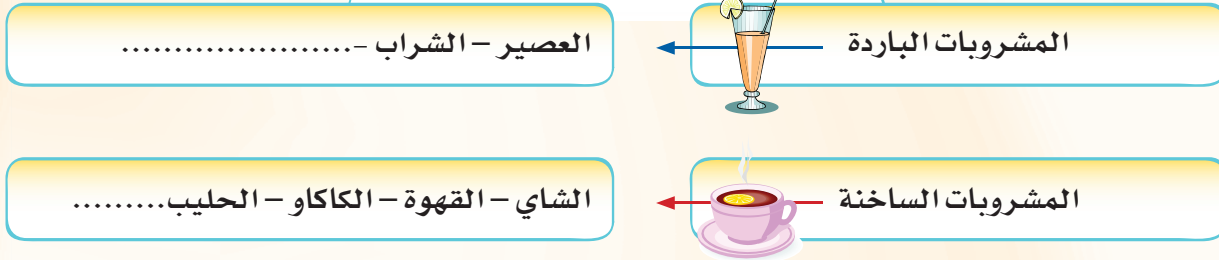 المشروبات الباردة
العصير – الشراب -......................
المشروبات الساخنة
الشاي – القهوة – الكاكاو – الحليب.........